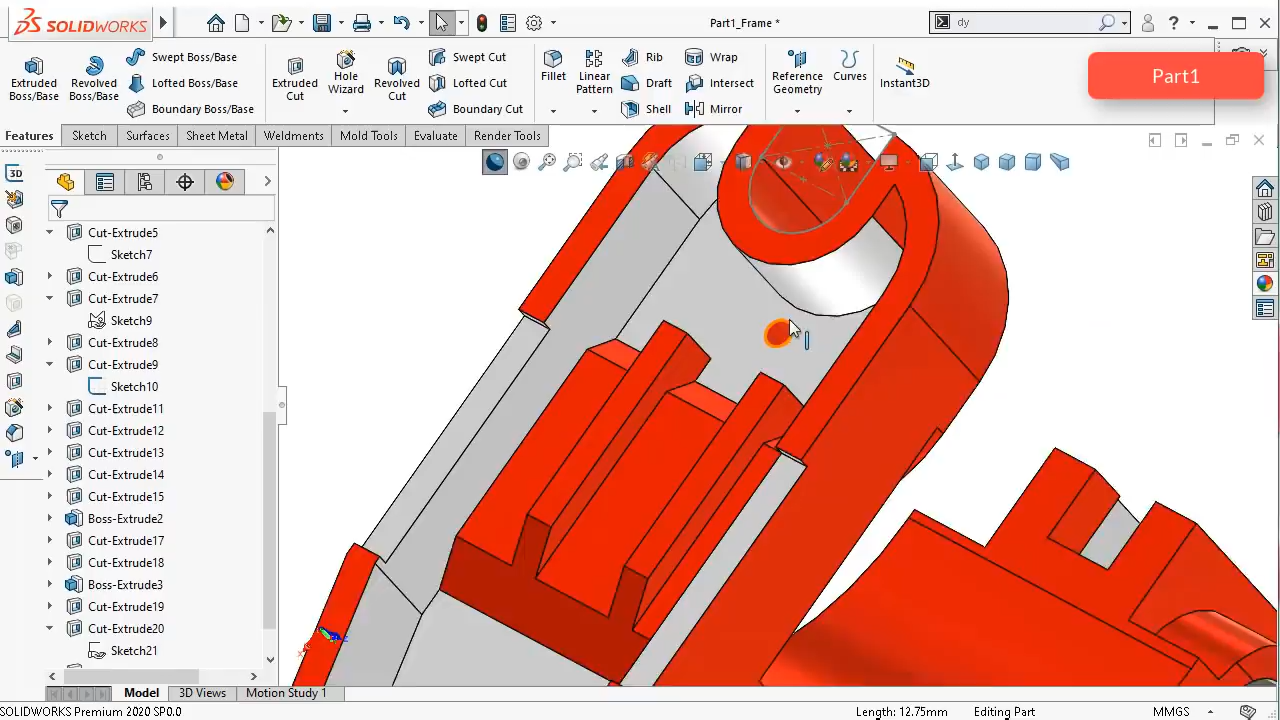 SOLIDWORKS
Part1_Frame *
dy
Part1
Extruded Boss/Base
Revolved Boss/Base
Swept Boss/Base
Lofted Boss/Base
Boundary Boss/Base
Extruded Cut
Hole Wizard
Revolved Cut
Swept Cut
Lofted Cut
Boundary Cut
Fillet
Linear Pattern
Rib
Draft
Shell
Wrap
Intersect
Mirror
Reference Geometry
Curves
Instant3D
Features Sketch Surfaces Sheet Metal Weldments Mold Tools Evaluate Render Tools
Cut-Extrude5
Sketch7
Cut-Extrude6
Cut-Extrude7
Sketch9
Cut-Extrude8
Cut-Extrude9
Sketch10
Cut-Extrude11
Cut-Extrude12
Cut-Extrude13
Cut-Extrude14
Cut-Extrude15
Boss-Extrude2
Cut-Extrude17
Cut-Extrude18
Boss-Extrude3
Cut-Extrude19
Cut-Extrude20
Sketch21
Model 3D Views Motion Study 1
SOLIDWORKS Premium 2020 SP0.0 Length: 12.75mm Editing Part MMGS